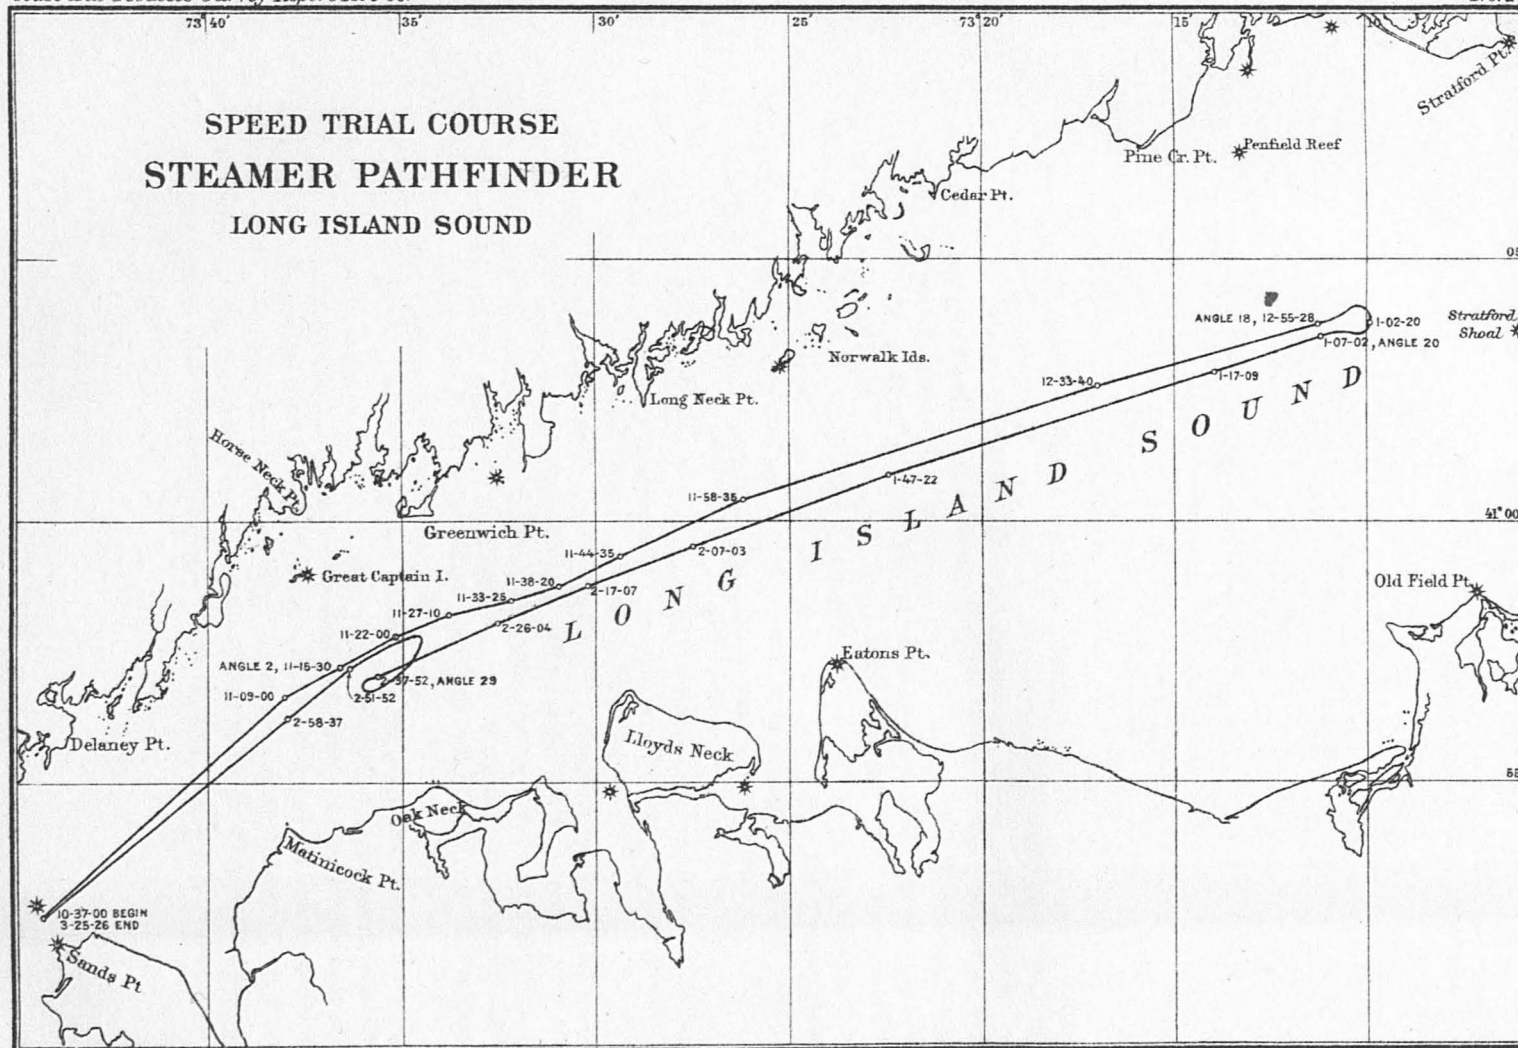 73°40
35
30
25'
73°20
15'
10
SPEED TRIAL COURSE
STEAMER PATHFINDER
LONG ISLAND SOUND
Stratford Pt.
Pine Cr. Pt.
Penfield Reef
Cedar Pt.
05
ANGLE 18, 12-55-28
1-02-20
1-07-02, ANGLE 20
Stratford
Shoal
Norwalk Ids.
12-33-40
1-17-09
Long Neck Pt.
Horse Neck Pt.
11-58-35
1-47-22
LONG ISLAND SOUND
41°00
Greenwich Pt.
11-44-35
2-07-03
Great Captain I.
11-38-20
2-17-07
Old Field Pt.
11-33-25
11-27-10
2-26-04
11-22-00
Eatons Pt.
ANGLE 2, 11-15-30
37-52, ANGLE 29
11-09-00
2-51-52
2-58-37
Delaney Pt.
Lloyds Neck
55
Oak Neck
Matinicock Pt.
10-37-00 BEGIN
3-25-26 END
Sands Pt